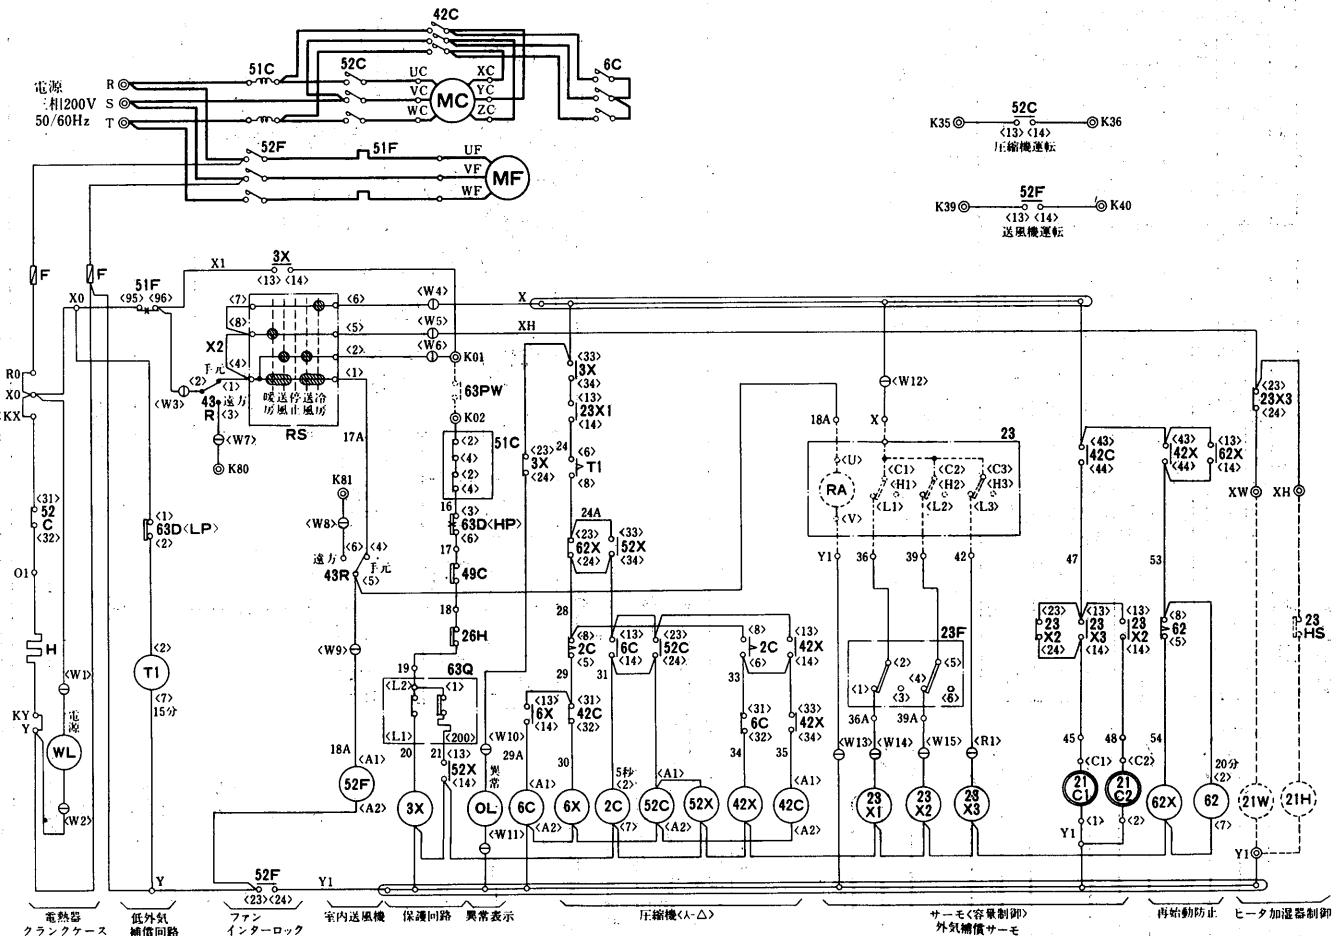 42C
51C
52C
6C
電源
三相200V
50/60Hz
R
S
T
UC
VC
WC
MC
XC
YC
ZC
52F
51F
UF
VF
WF
MF
K35
52C
<13> <14>
K36
圧縮機運転
K39
52F
<13> <14>
K40
送風機運転
F
F
X0
51F
<95> <96>
X1
3X
<13> <14>
<7>
<8>
X2
<4>
<6>
<5>
<2>
<1>
<W4>
<W5>
<W6>
X
XH
K01
63PW
K02
手元
<2>
<1>
<W3>
43
R
遠方
<3>
<W7>
K80
暖房
送風
停止
送風
冷房
RS
17A
R0
X0
KX
<31>
52
C
<32>
O1
H
KY
Y
<W1>
電源
WL
<W2>
<1>
63D<LP>
<2>
<2>
T1
<7>
15分
Y
K81
<W8>
<6>
遠方
<4>
手元
43R
<5>
<W9>
18A
<A1>
52F
<A2>
52F
<23> <24>
Y1
51C
<2>
<4>
<2>
<4>
16
<3>
63D<HP>
<6>
17
49C
18
26H
19
63Q
<L2>
<1>
<L1>
<200>
20
21
<13>
52X
<14>
3X
<W10>
異常
OL
<W11>
<23>
3X
<24>
<33>
3X
<34>
<13>
23X1
<14>
24
<6>
T1
<8>
24A
<23>
62X
<24>
<33>
52X
<34>
28
<8>
2C
<5>
<13>
6C
<14>
<23>
52C
<24>
<8>
2C
<6>
<13>
42X
<14>
29
31
33
<13>
6X
<14>
29A
<31>
42C
<32>
<31>
6C
<32>
<33>
42X
<34>
30
34
35
<A1>
6C
<A2>
6X
5秒
<2>
2C
<7>
<A1>
52C
<A2>
52X
42X
<A1>
42C
<A2>
18A
<W12>
X
23
<U>
RA
<V>
<C1>
<H1>
<L1>
<C2>
<H2>
<L2>
<C3>
<H3>
<L3>
Y1
36
39
42
23F
<2>
<1>
<3>
<5>
<4>
<6>
36A
39A
<W13>
<W14>
<W15>
<R1>
23
X1
23
X2
23
X3
<43>
42C
<44>
<43>
42X
<44>
<13>
62X
<14>
47
53
<23>
23
X2
<24>
<13>
23
X3
<14>
<13>
23
X2
<14>
<8>
62
<5>
45
48
<C1>
<C2>
21
C1
21
C2
<1>
<2>
Y1
54
20分
<2>
62X
62
<7>
<23>
23X3
<24>
XW
XH
23
HS
21W
21H
Y1
電熱器
クランクケース
低外気
補償回路
ファン
インターロック
室内送風機
保護回路
異常表示
圧縮機<人-△>
サーモ<容量制御>
外気補償サーモ
再始動防止
ヒータ加湿器制御